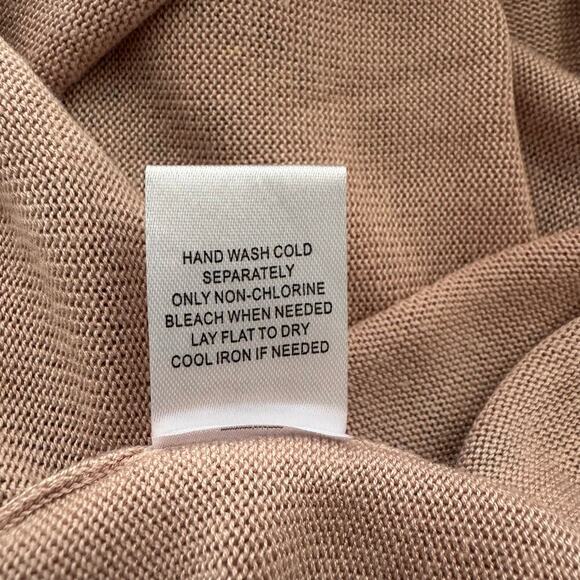 HAND WASH COLD
SEPARATELY
ONLY NON-CHLORINE
BLEACH WHEN NEEDED
LAY FLAT TO DRY
COOL IRON IF NEEDED